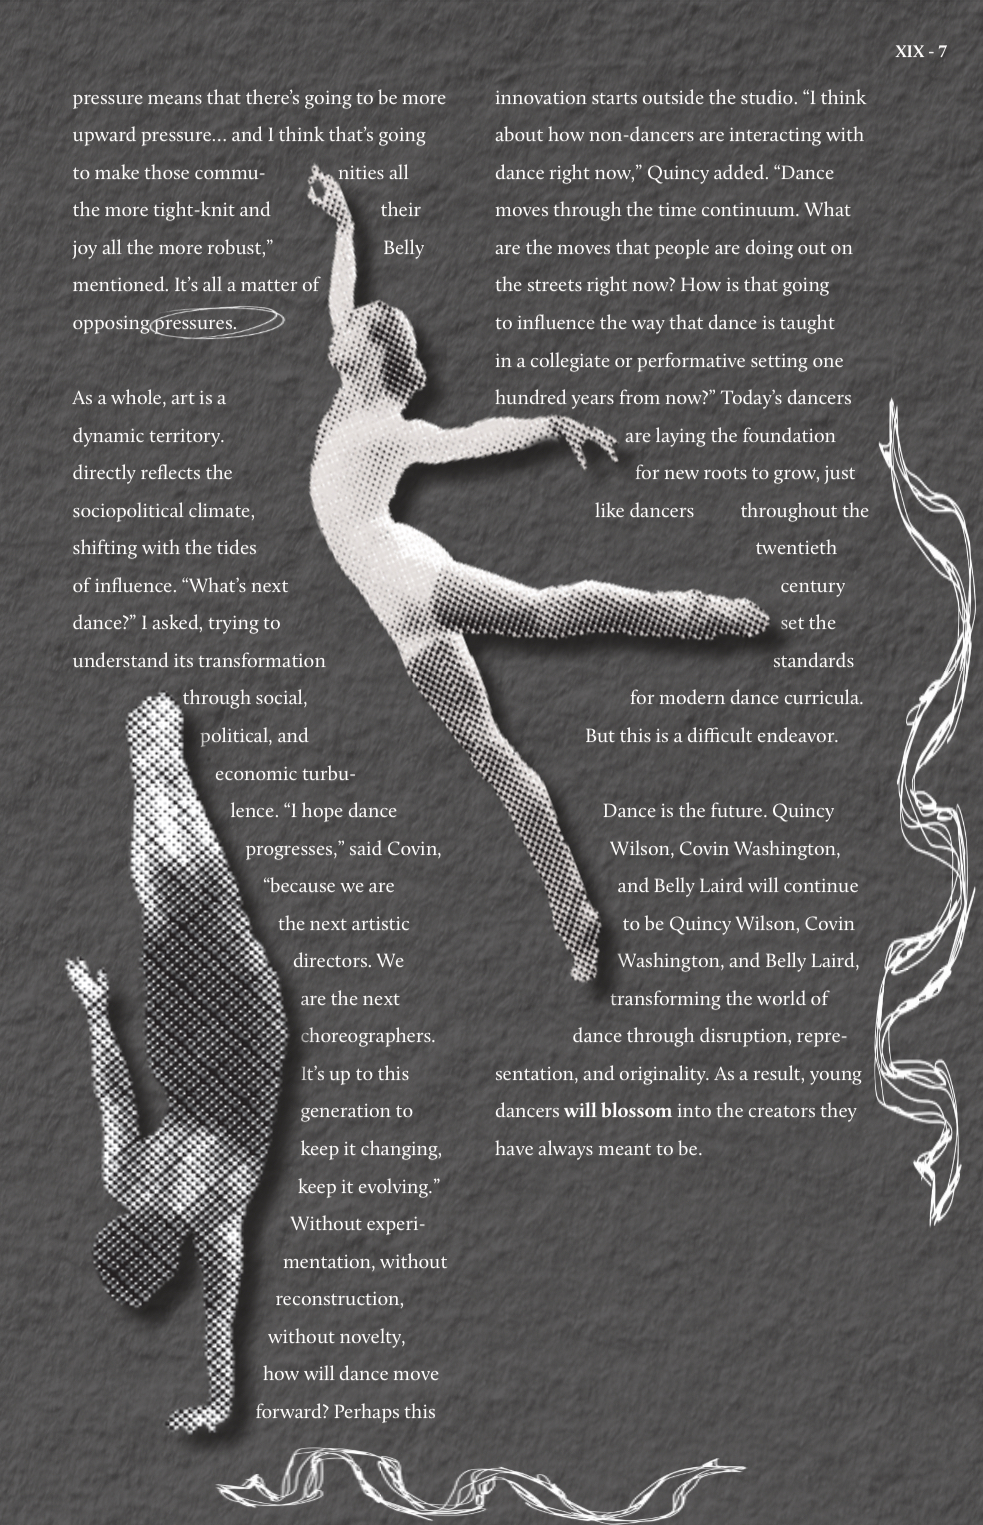 XIX - 7
pressure means that there’s going to be more
upward pressure… and I think that’s going
to make those commu- nities all
the more tight-knit and their
joy all the more robust,” Belly
mentioned. It’s all a matter of
opposing pressures.
As a whole, art is a
dynamic territory.
directly reflects the
sociopolitical climate,
shifting with the tides
of influence. “What’s next
dance?” I asked, trying to
understand its transformation
through social,
political, and
economic turbu-
lence. “I hope dance
progresses,” said Covin,
“because we are
the next artistic
directors. We
are the next
choreographers.
It’s up to this
generation to
keep it changing,
keep it evolving.”
Without experi-
mentation, without
reconstruction,
without novelty,
how will dance move
forward? Perhaps this
innovation starts outside the studio. “I think
about how non-dancers are interacting with
dance right now,” Quincy added. “Dance
moves through the time continuum. What
are the moves that people are doing out on
the streets right now? How is that going
to influence the way that dance is taught
in a collegiate or performative setting one
hundred years from now?” Today’s dancers
are laying the foundation
for new roots to grow, just
like dancers throughout the
twentieth
century
set the
standards
for modern dance curricula.
But this is a difficult endeavor.
Dance is the future. Quincy
Wilson, Covin Washington,
and Belly Laird will continue
to be Quincy Wilson, Covin
Washington, and Belly Laird,
transforming the world of
dance through disruption, repre-
sentation, and originality. As a result, young
dancers will blossom into the creators they
have always meant to be.